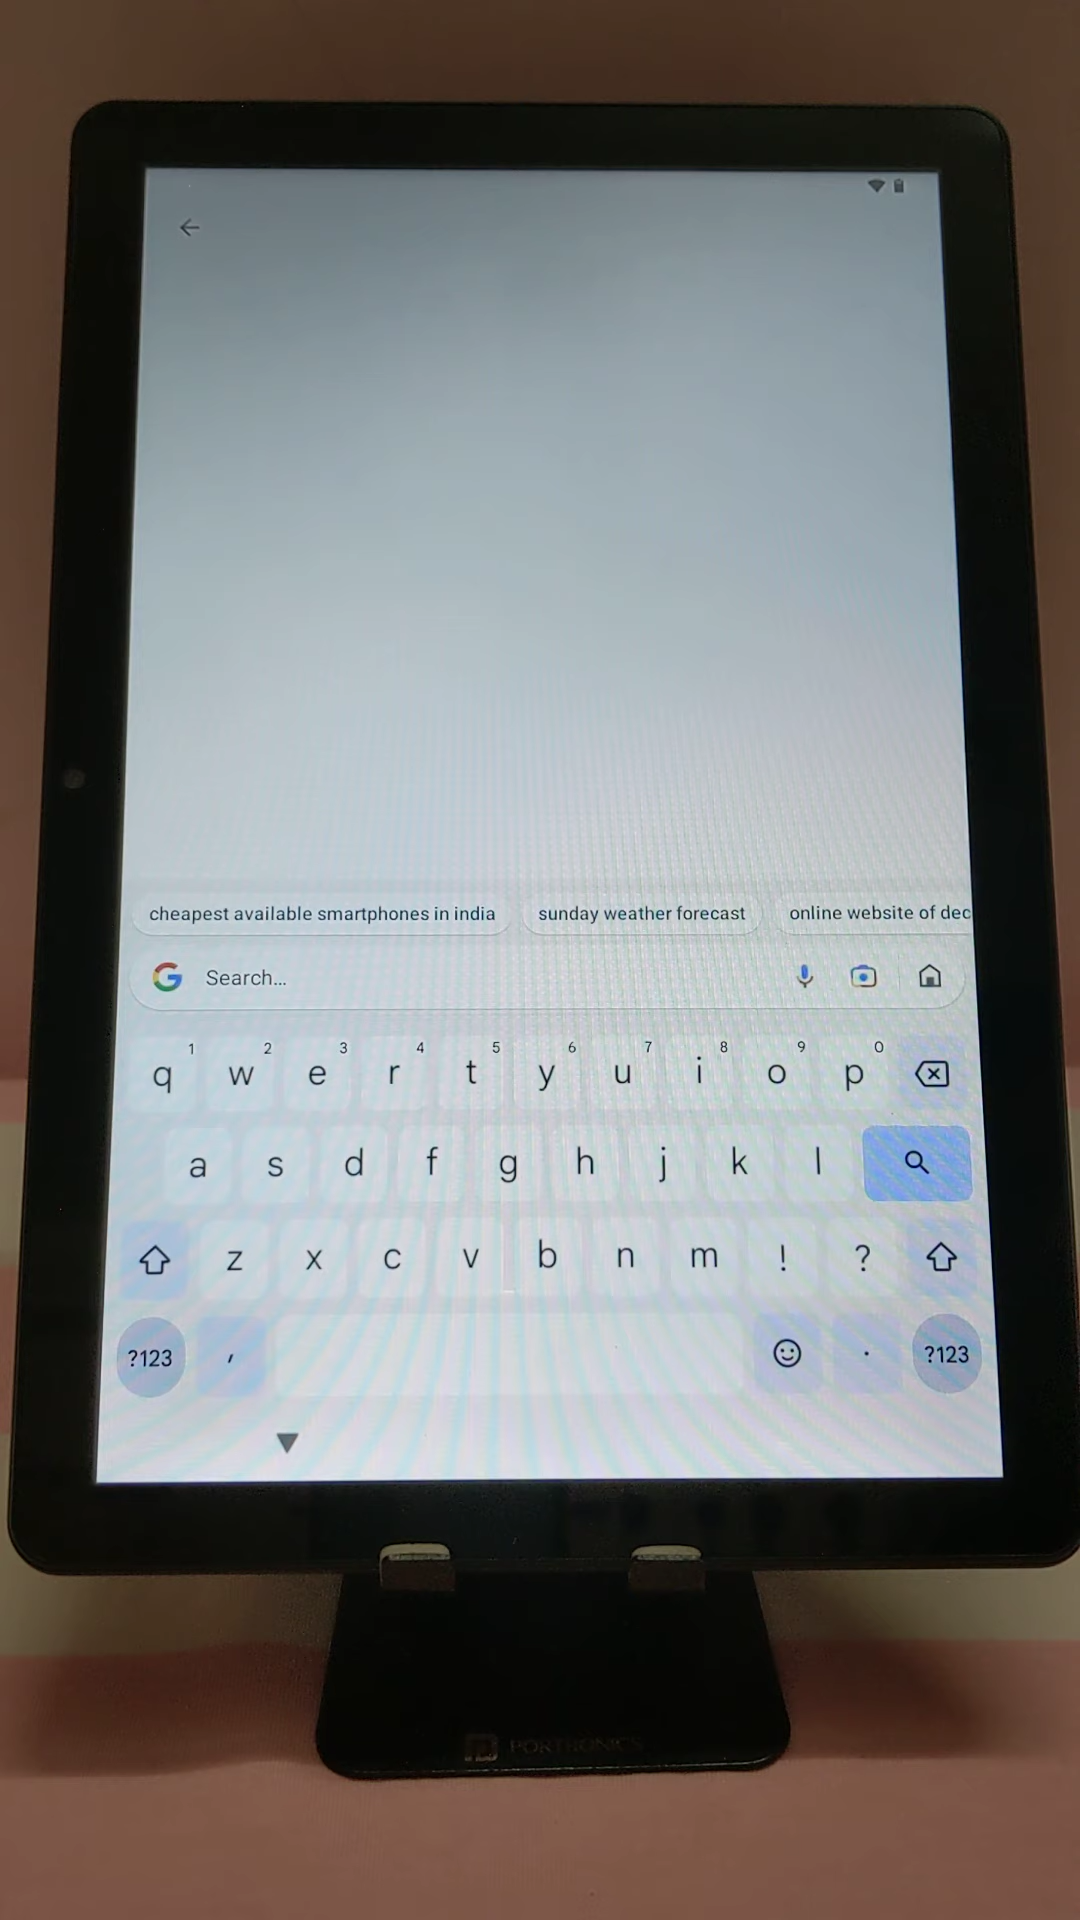 cheapest available smartphones in india
sunday weather forecast
online website of dec
Search...
1 2 3 4 5 6 7 8 9 0
q w e r t y u i o p
a s d f g h j k l
z x c v b n m ! ?
?123 , . ?123
PORTRONICS